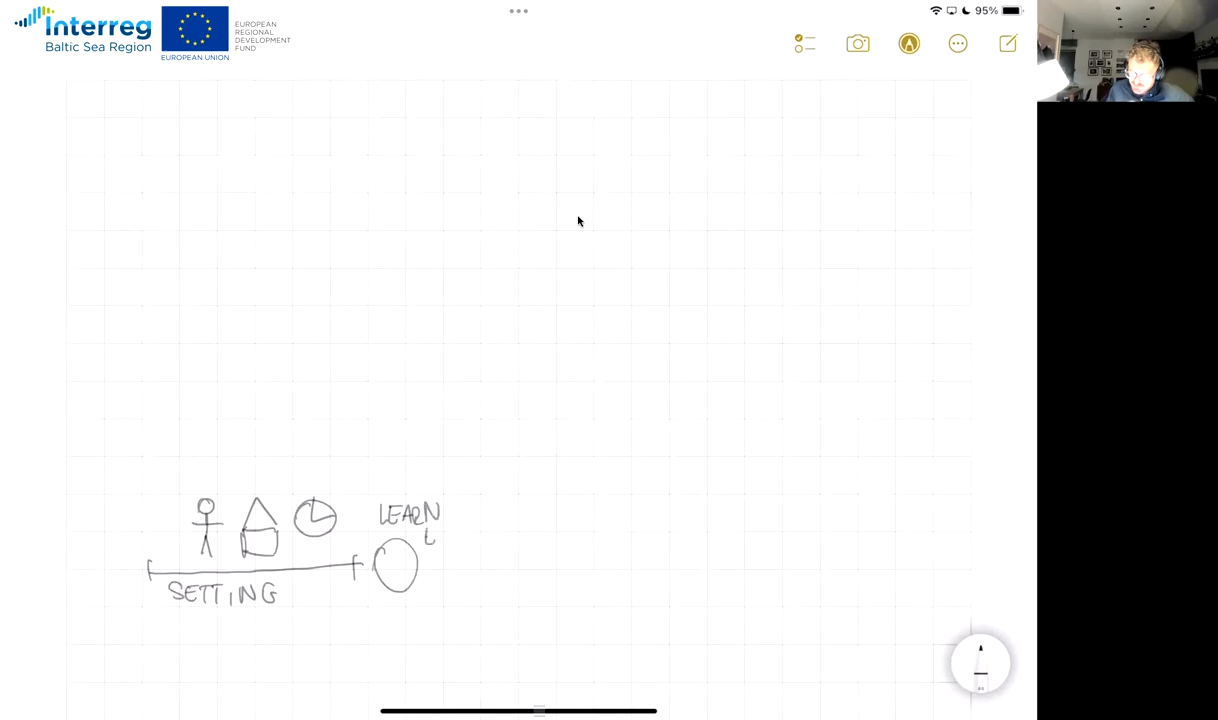 Interreg
Baltic Sea Region
EUROPEAN UNION
EUROPEAN
REGIONAL
DEVELOPMENT
FUND
95%
LEARN
L
SETTING